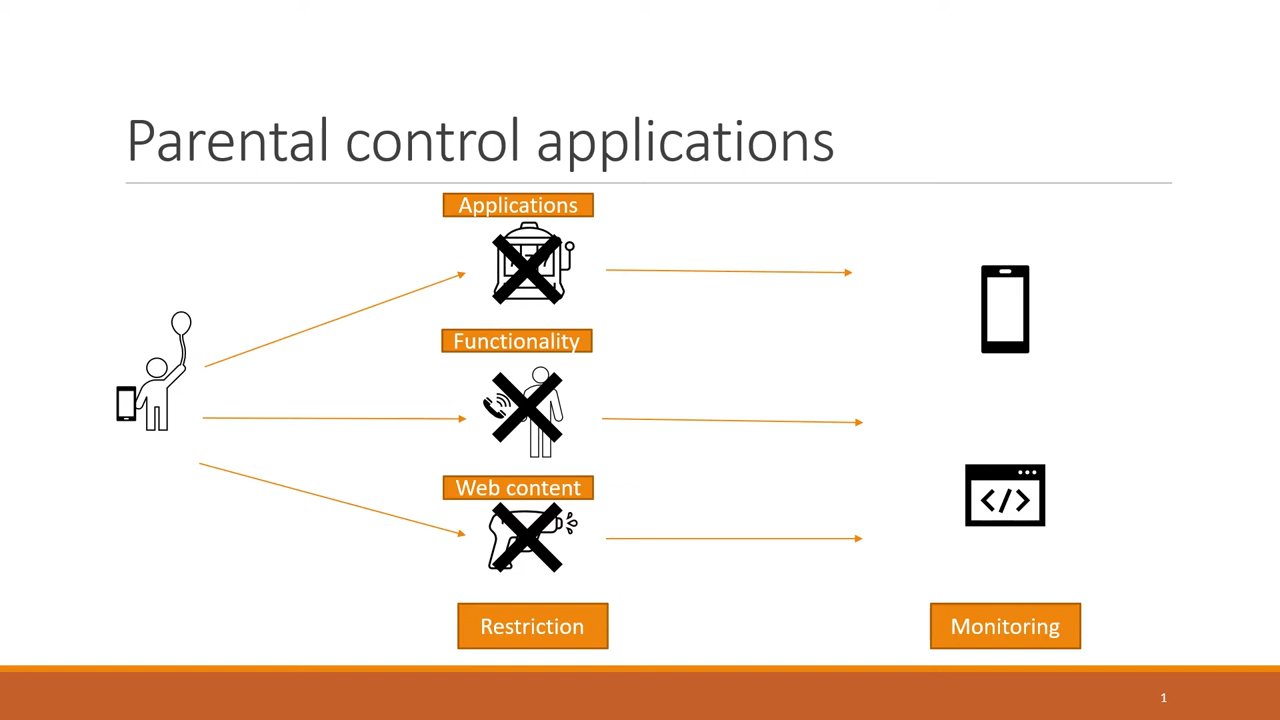 Parental control applications
Applications
Functionality
Web content
</>
Restriction
Monitoring
1